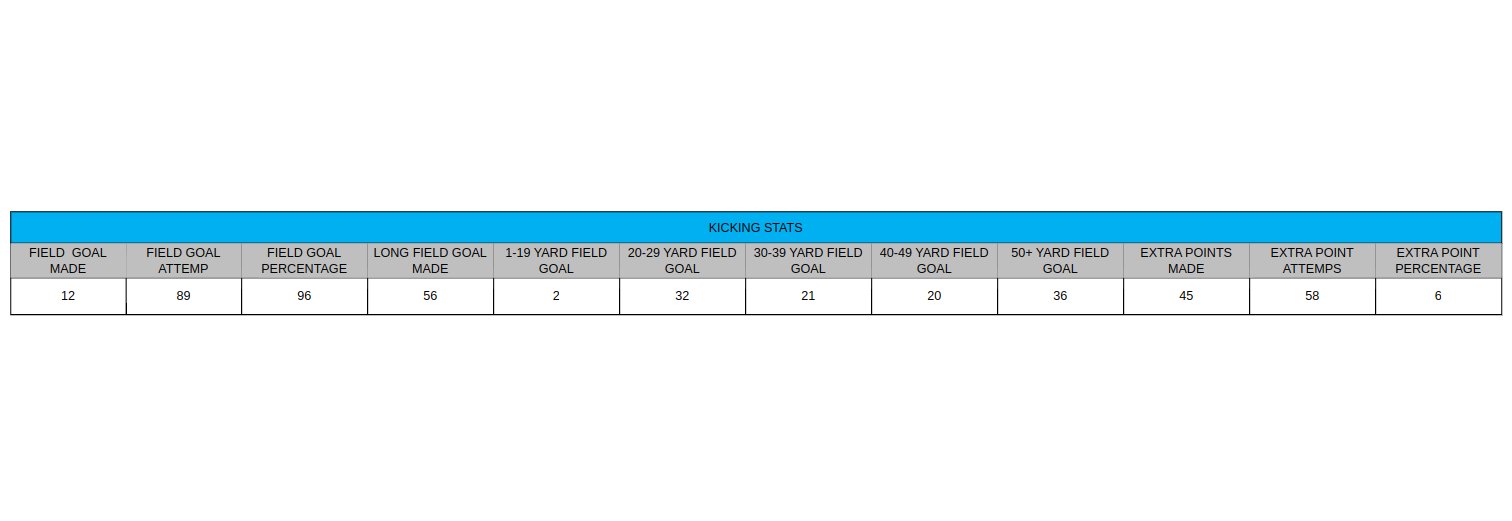 KICKING STATS
FIELD  GOAL MADE
FIELD GOAL ATTEMP
FIELD GOAL PERCENTAGE
LONG FIELD GOAL MADE
1-19 YARD FIELD GOAL
20-29 YARD FIELD GOAL
30-39 YARD FIELD GOAL
40-49 YARD FIELD GOAL
50+ YARD FIELD GOAL
EXTRA POINTS MADE
EXTRA POINT ATTEMPS
EXTRA POINT PERCENTAGE
12 89 96 56 2 32 21 20 36 45 58 6